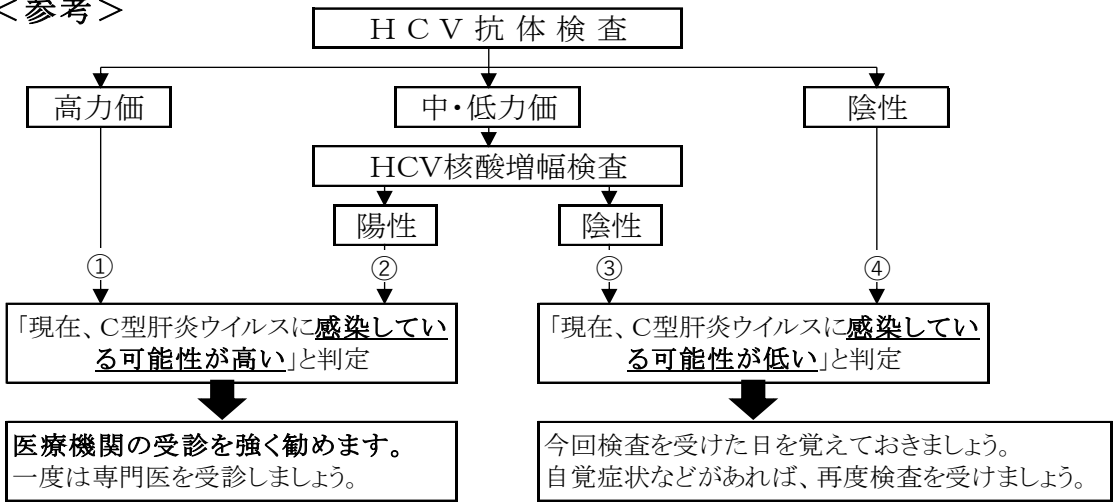 ＜参考＞
ＨＣＶ抗体検査
高力価
中・低力価
陰性
HCV核酸増幅検査
陽性
陰性
①
②
③
④
「現在、C型肝炎ウイルスに感染してい
る可能性が高い」と判定
「現在、C型肝炎ウイルスに感染してい
る可能性が低い」と判定
医療機関の受診を強く勧めます。
一度は専門医を受診しましょう。
今回検査を受けた日を覚えておきましょう。
自覚症状などがあれば、再度検査を受けましょう。